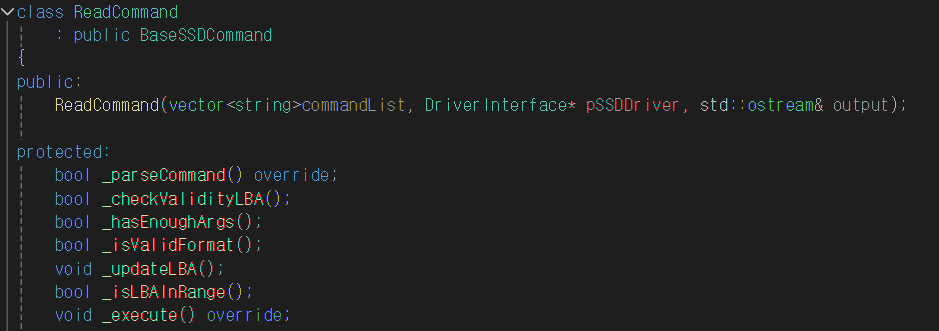 class ReadCommand
    : public BaseSSDCommand
{
public:
    ReadCommand(vector<string>commandList, DriverInterface* pSSDDriver, std::ostream& output);
protected:
    bool _parseCommand() override;
    bool _checkValidityLBA();
    bool _hasEnoughArgs();
    bool _isValidFormat();
    void _updateLBA();
    bool _isLBAInRange();
    void _execute() override;